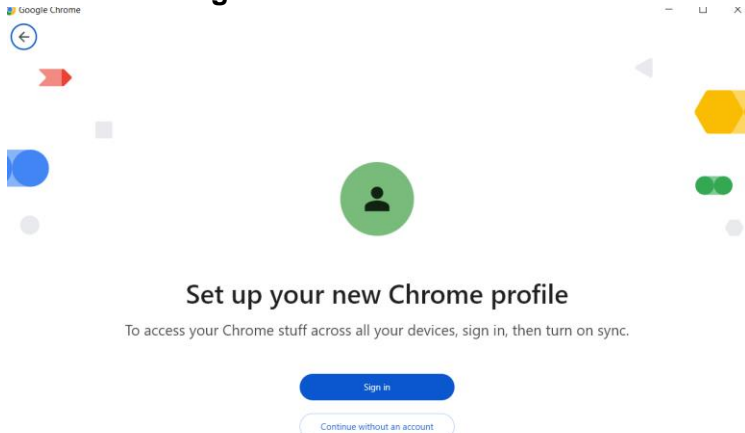 Google Chrome
Set up your new Chrome profile
To access your Chrome stuff across all your devices, sign in, then turn on sync.
Sign in
Continue without an account